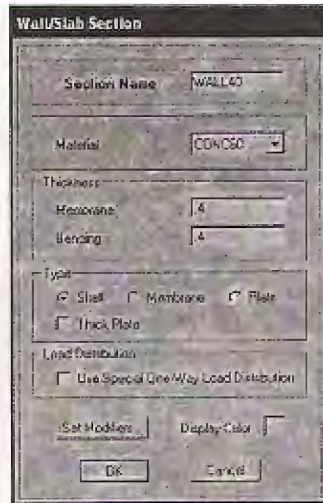 Wall/Slab Section
Section Name WALL40
Material CONC60
Thickness
Membrane .4
Bending .4
Type
Shell Membrane Plate
Thick Plate
Load Distribution
Use Special One-Way Load Distribution
Set Modifiers... Display Color
OK Cancel